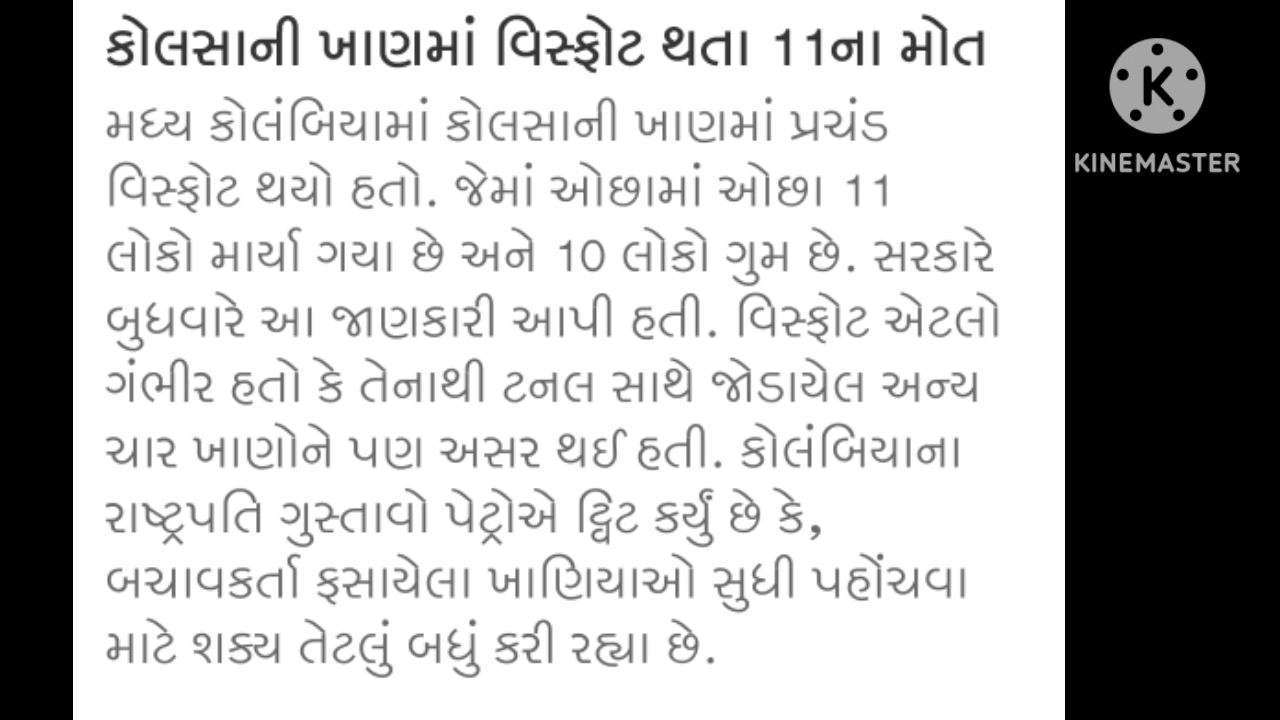 કોલસાની ખાણમાં વિસ્ફોટ થતા 11ના મોત
મધ્ય કોલંબિયામાં કોલસાની ખાણમાં પ્રચંડ
વિસ્ફોટ થયો હતો. જેમાં ઓછામાં ઓછા 11
લોકો માર્યા ગયા છે અને 10 લોકો ગુમ છે. સરકારે
બુધવારે આ જાણકારી આપી હતી. વિસ્ફોટ એટલો
ગંભીર હતો કે તેનાથી ટનલ સાથે જોડાયેલ અન્ય
ચાર ખાણોને પણ અસર થઈ હતી. કોલંબિયાના
રાષ્ટ્રપતિ ગુસ્તાવો પેટ્રોએ ટ્વિટ કર્યું છે કે,
બચાવકર્તા ફસાયેલા ખાણિયાઓ સુધી પહોંચવા
માટે શક્ય તેટલું બધું કરી રહ્યા છે.
K
KINEMASTER